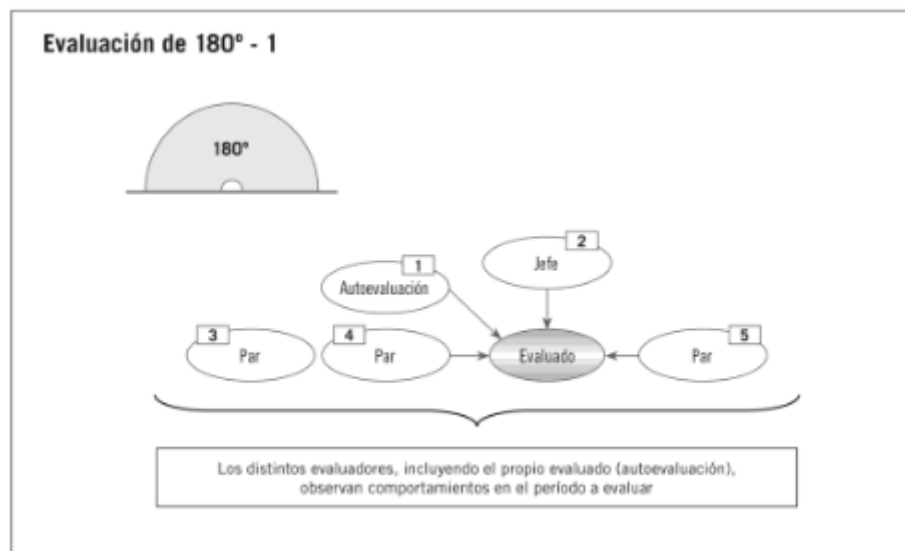 Evaluación de 180º - 1
180º
2
Jefe
1
Autoevaluación
3
Par
4
Par
Evaluado
5
Par
Los distintos evaluadores, incluyendo el propio evaluado (autoevaluación),
observan comportamientos en el período a evaluar